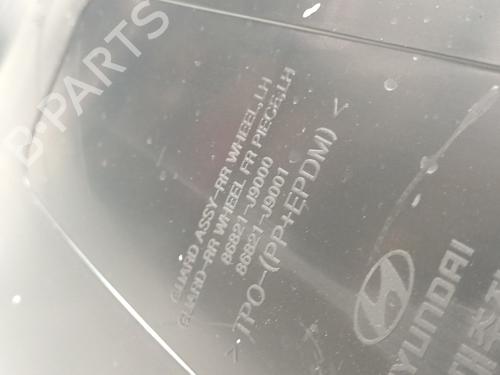 B-PARTS
GUARD ASSY-RR WHEEL,LH
GUARD-RR WHEEL FR PIECE,LH
86821-J9000
86821-J9001
> TPO-((PP+EPDM) <
HYUNDAI